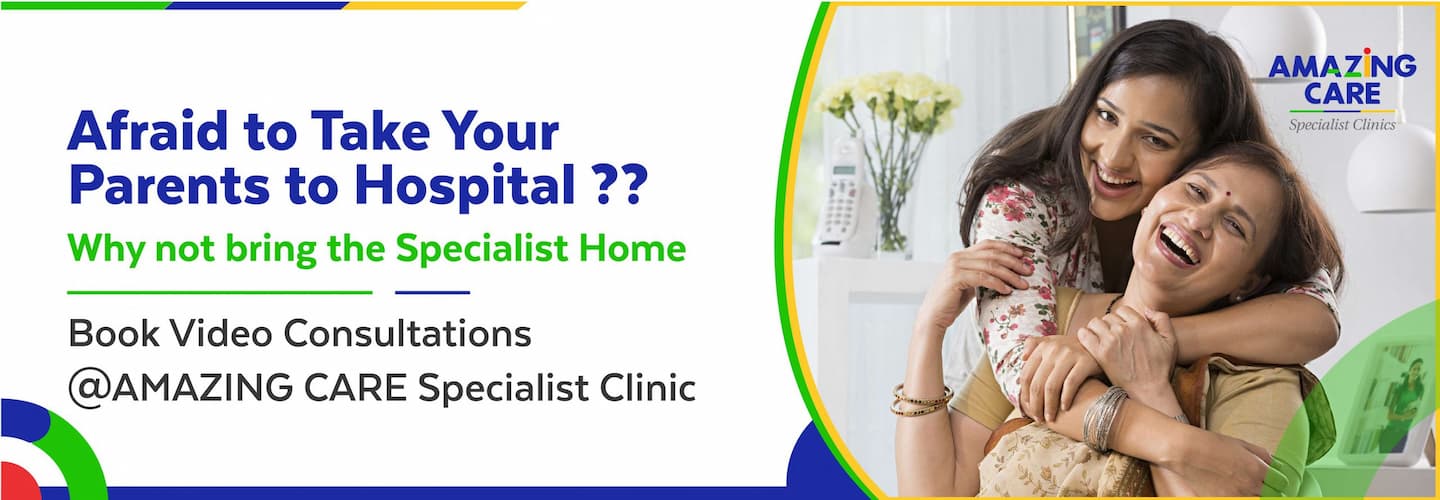 Afraid to Take Your
Parents to Hospital ??
Why not bring the Specialist Home
Book Video Consultations
@AMAZING CARE Specialist Clinic
AMAZiNG
CARE
Specialist Clinics